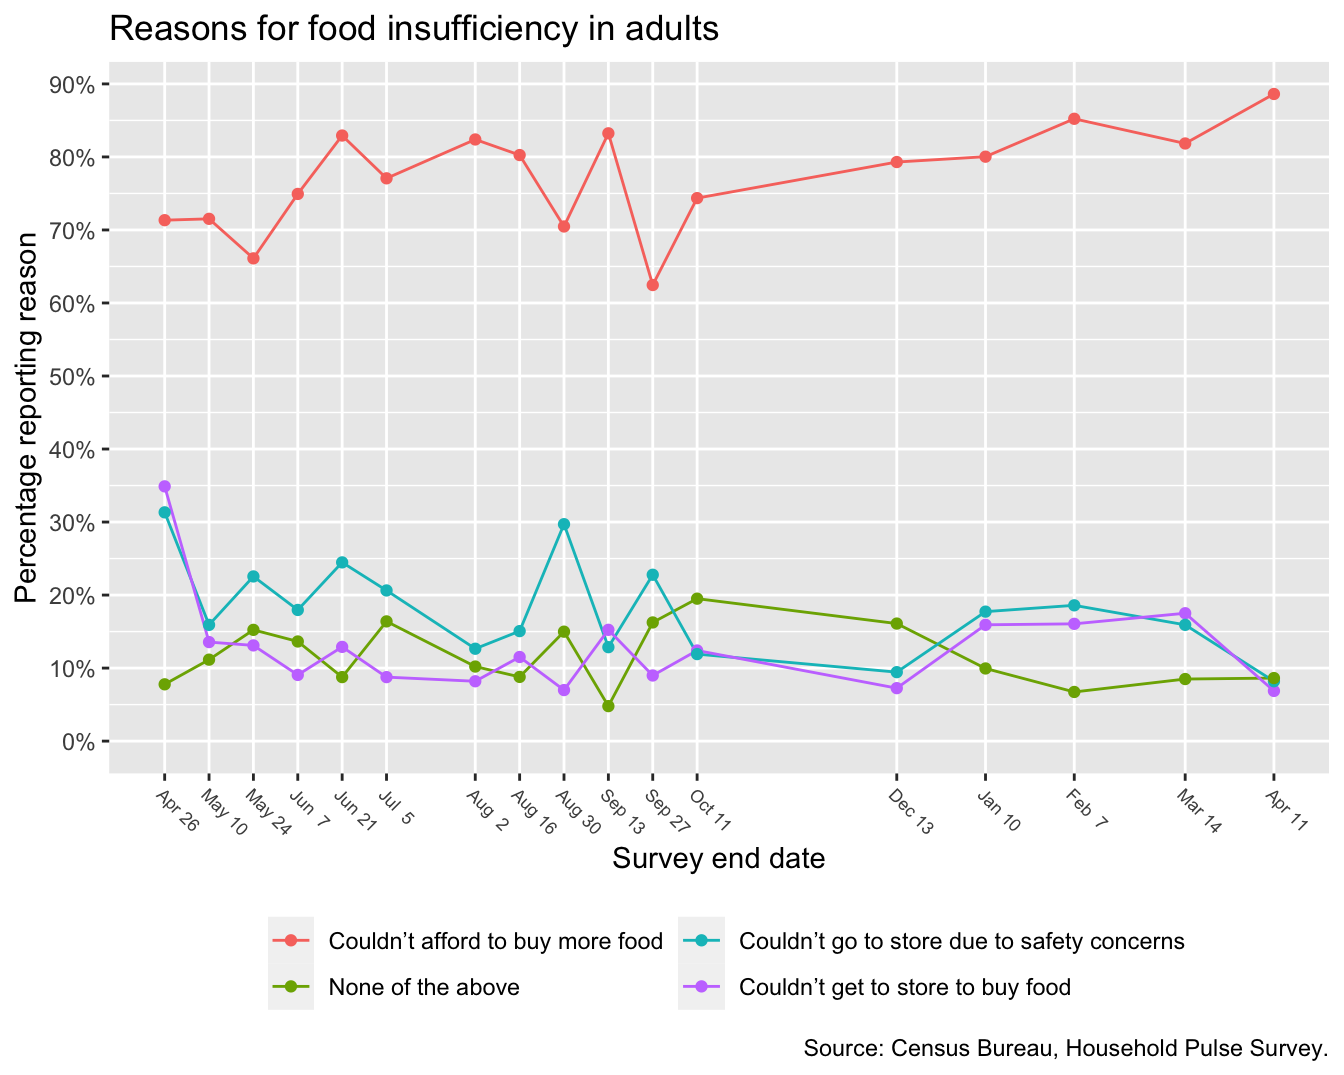 Reasons for food insufficiency in adults
Percentage reporting reason
90%
80%
70%
60%
50%
40%
30%
20%
10%
0%
Apr 26
May 10
May 24
Jun 7
Jun 21
Jul 5
Aug 2
Aug 16
Aug 30
Sep 13
Sep 27
Oct 11
Dec 13
Jan 10
Feb 7
Mar 14
Apr 11
Survey end date
Couldn’t afford to buy more food
Couldn’t go to store due to safety concerns
None of the above
Couldn’t get to store to buy food
Source: Census Bureau, Household Pulse Survey.